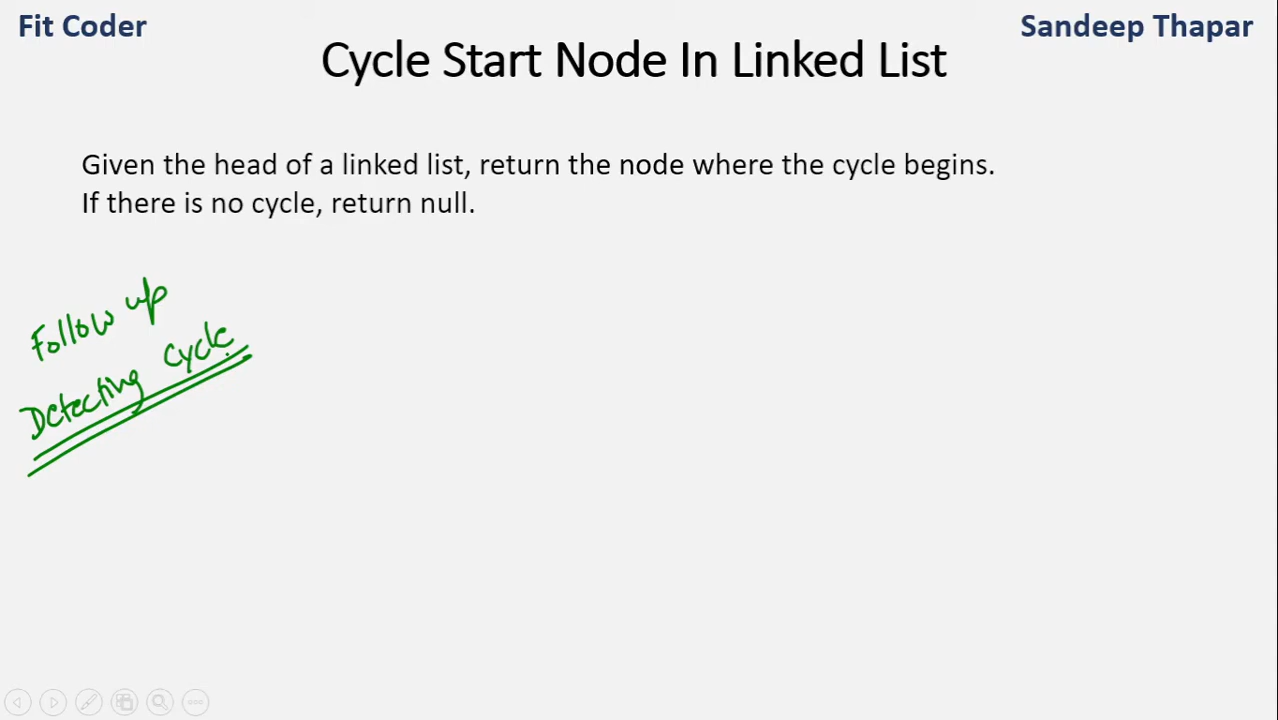 Fit Coder
Sandeep Thapar
Cycle Start Node In Linked List
Given the head of a linked list, return the node where the cycle begins.
If there is no cycle, return null.
Follow up
Detecting Cycle